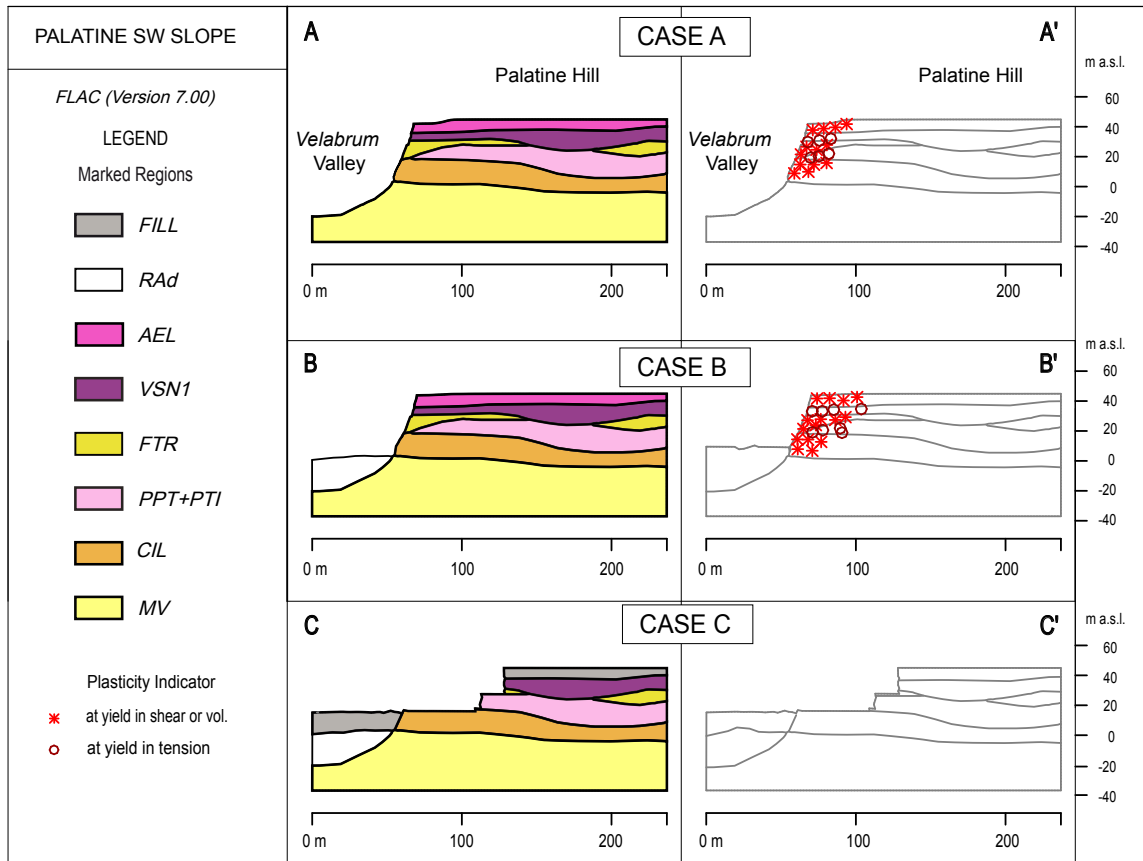 PALATINE SW SLOPE
FLAC (Version 7.00)
LEGEND
Marked Regions
FILL
RAd
AEL
VSN1
FTR
PPT+PTI
CIL
MV
Plasticity Indicator
at yield in shear or vol.
at yield in tension
A
CASE A
A'
Palatine Hill
Palatine Hill
m a.s.l.
Velabrum
Valley
Velabrum
Valley
60
40
20
0
-20
-40
0 m
100
200
0 m
100
200
B
CASE B
B'
m a.s.l.
60
40
20
0
-20
-40
0 m
100
200
0 m
100
200
C
CASE C
C'
m a.s.l.
60
40
20
0
-20
-40
0 m
100
200
0 m
100
200